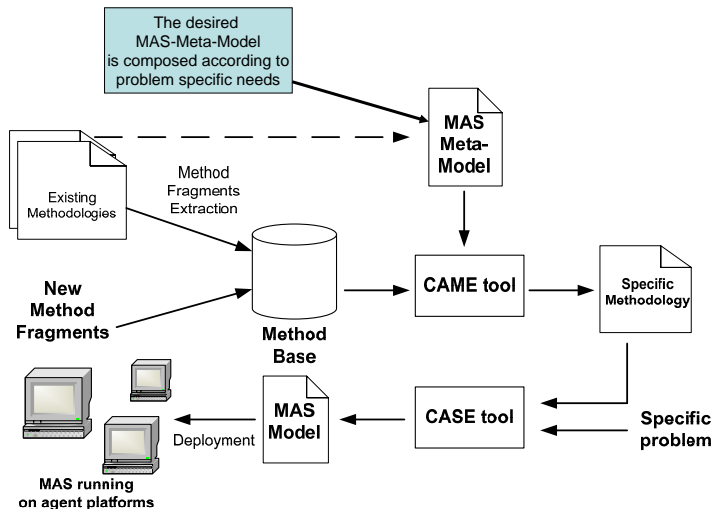 The desired
MAS-Meta-Model
is composed according to
problem specific needs
MAS
Meta-
Model
Existing
Methodologies
Method
Fragments
Extraction
New
Method
Fragments
Method
Base
CAME tool
Specific
Methodology
MAS running
on agent platforms
Deployment
MAS
Model
CASE tool
Specific
problem